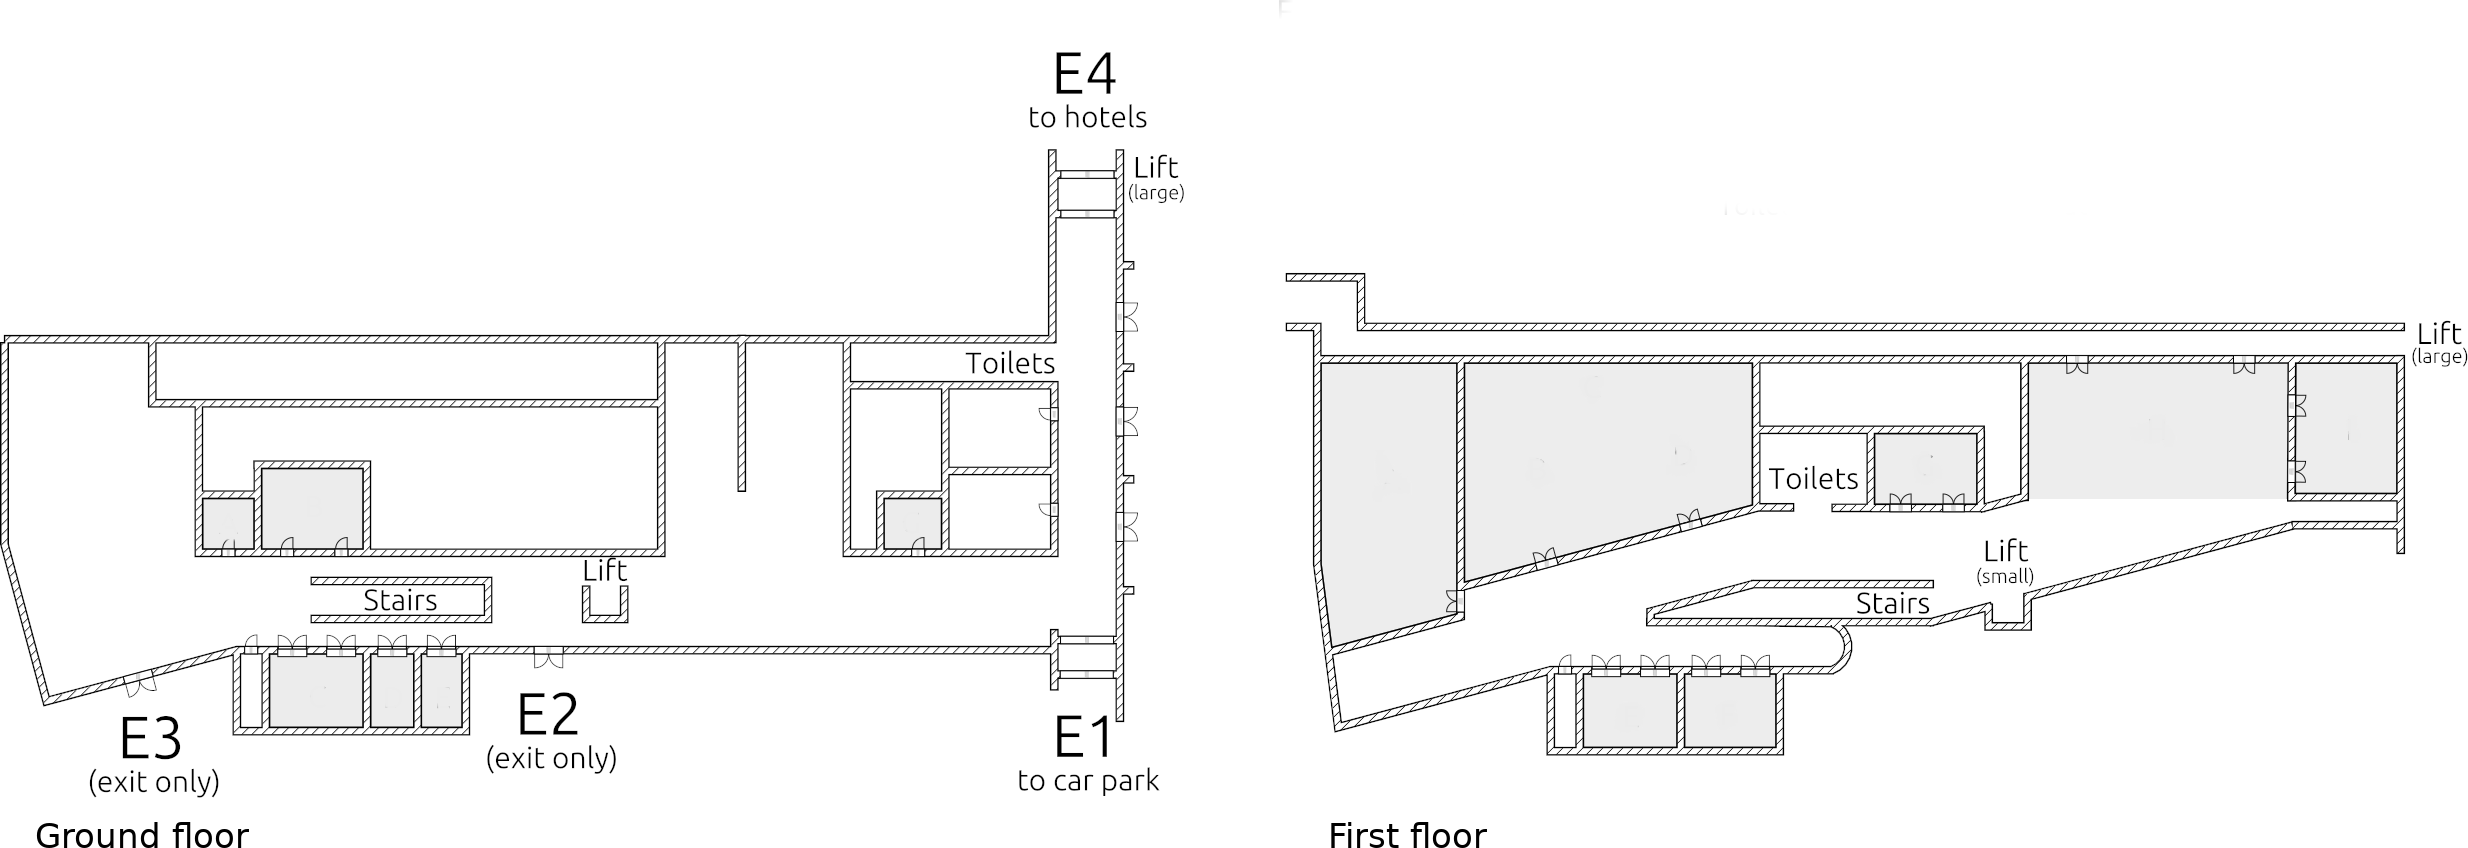 E4
to hotels
Lift
(large)
Toilets
Lift
Stairs
E3
(exit only)
E2
(exit only)
E1
to car park
Ground floor
Lift
(large)
Toilets
Lift
(small)
Stairs
First floor